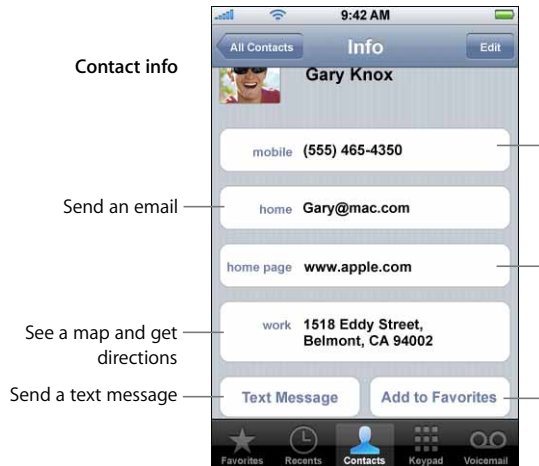 9:42 AM
All Contacts
Info
Edit
Contact info
Gary Knox
mobile (555) 465-4350
Send an email
home Gary@mac.com
home page www.apple.com
See a map and get
directions
work 1518 Eddy Street,
Belmont, CA 94002
Send a text message
Text Message
Add to Favorites
Favorites
Recents
Contacts
Keypad
Voicemail